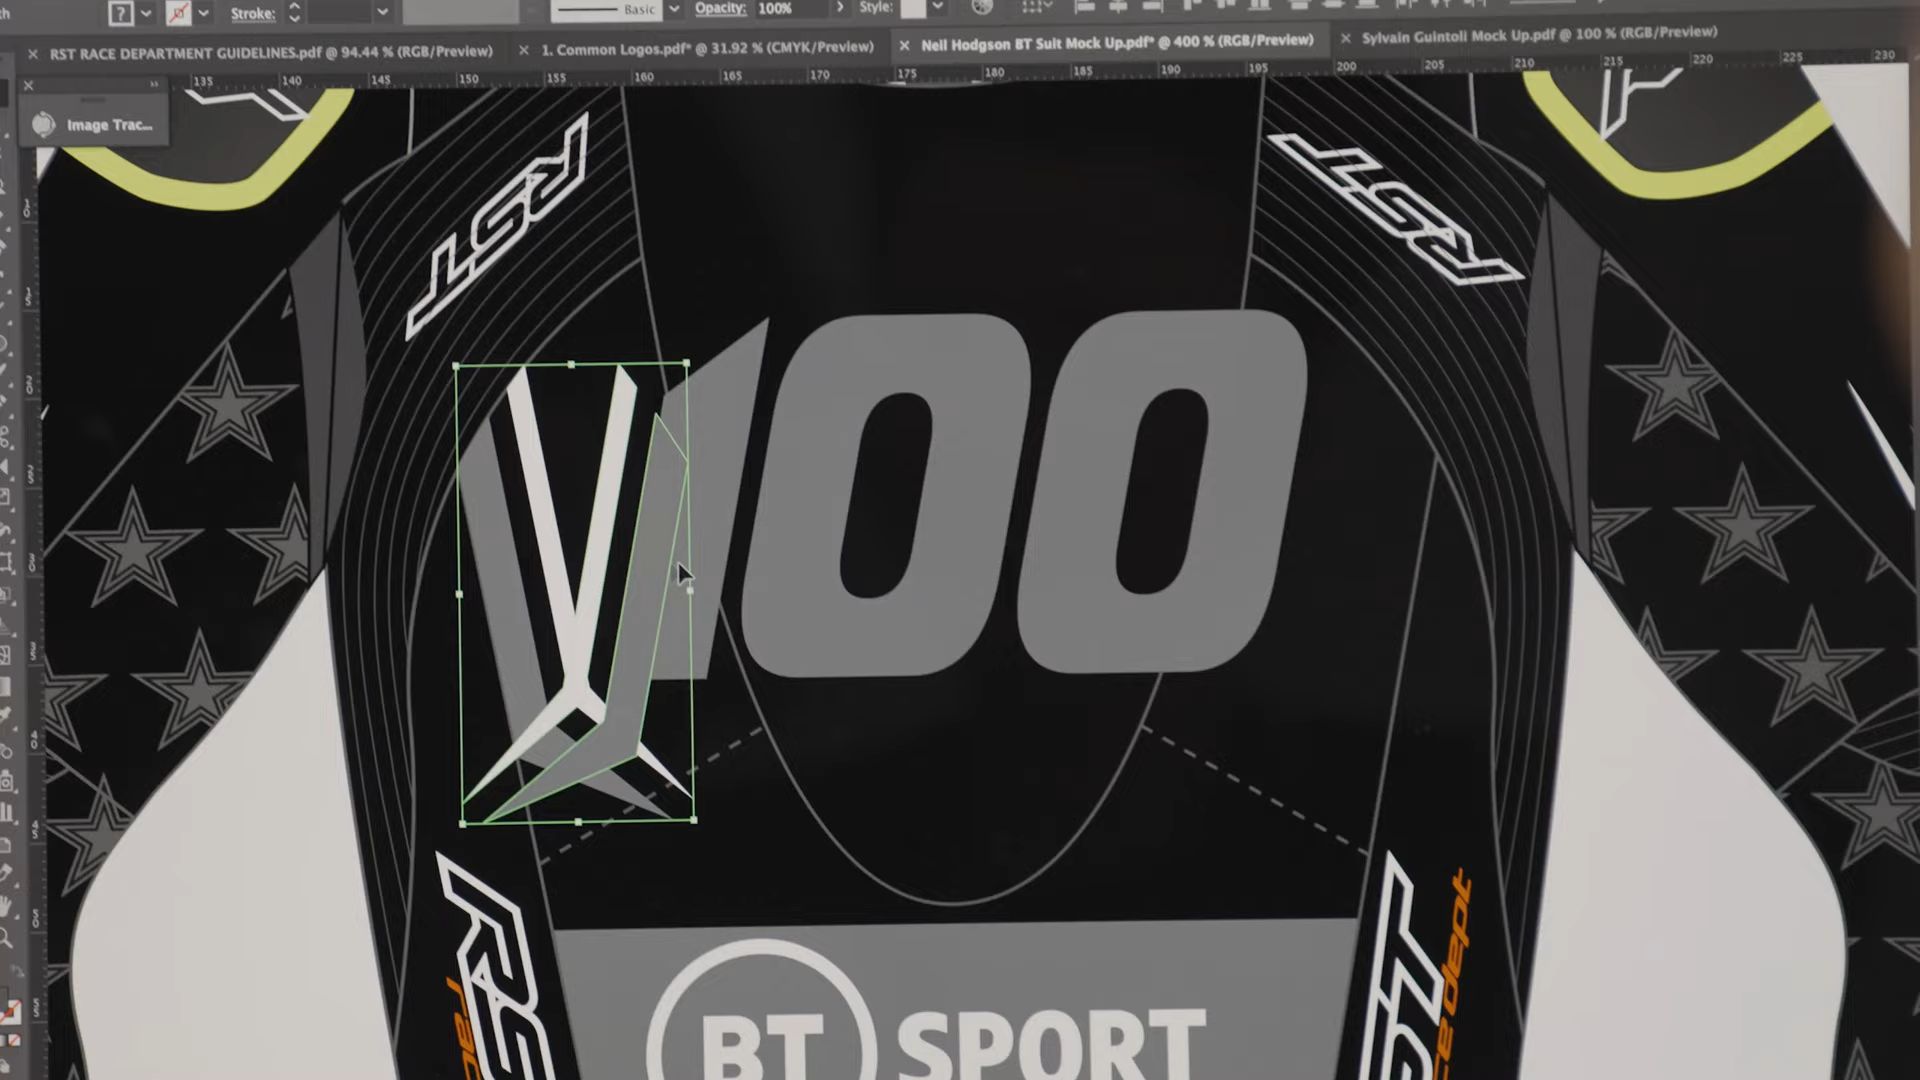 Stroke:
Basic
Opacity: 100%
Style:
× RST RACE DEPARTMENT GUIDELINES.pdf @ 94.44 % (RGB/Preview)
× 1. Common Logos.pdf* @ 31.92 % (CMYK/Preview)
× Neil Hodgson BT Suit Mock Up.pdf* @ 400 % (RGB/Preview)
× Sylvain Guintoli Mock Up.pdf @ 100 % (RGB/Preview)
135 140 145 150 155 160 165 170 175 180 185 190 195 200 205 210 215 220 225 230
Image Trac...
RST
RST
100
RS
BT SPORT